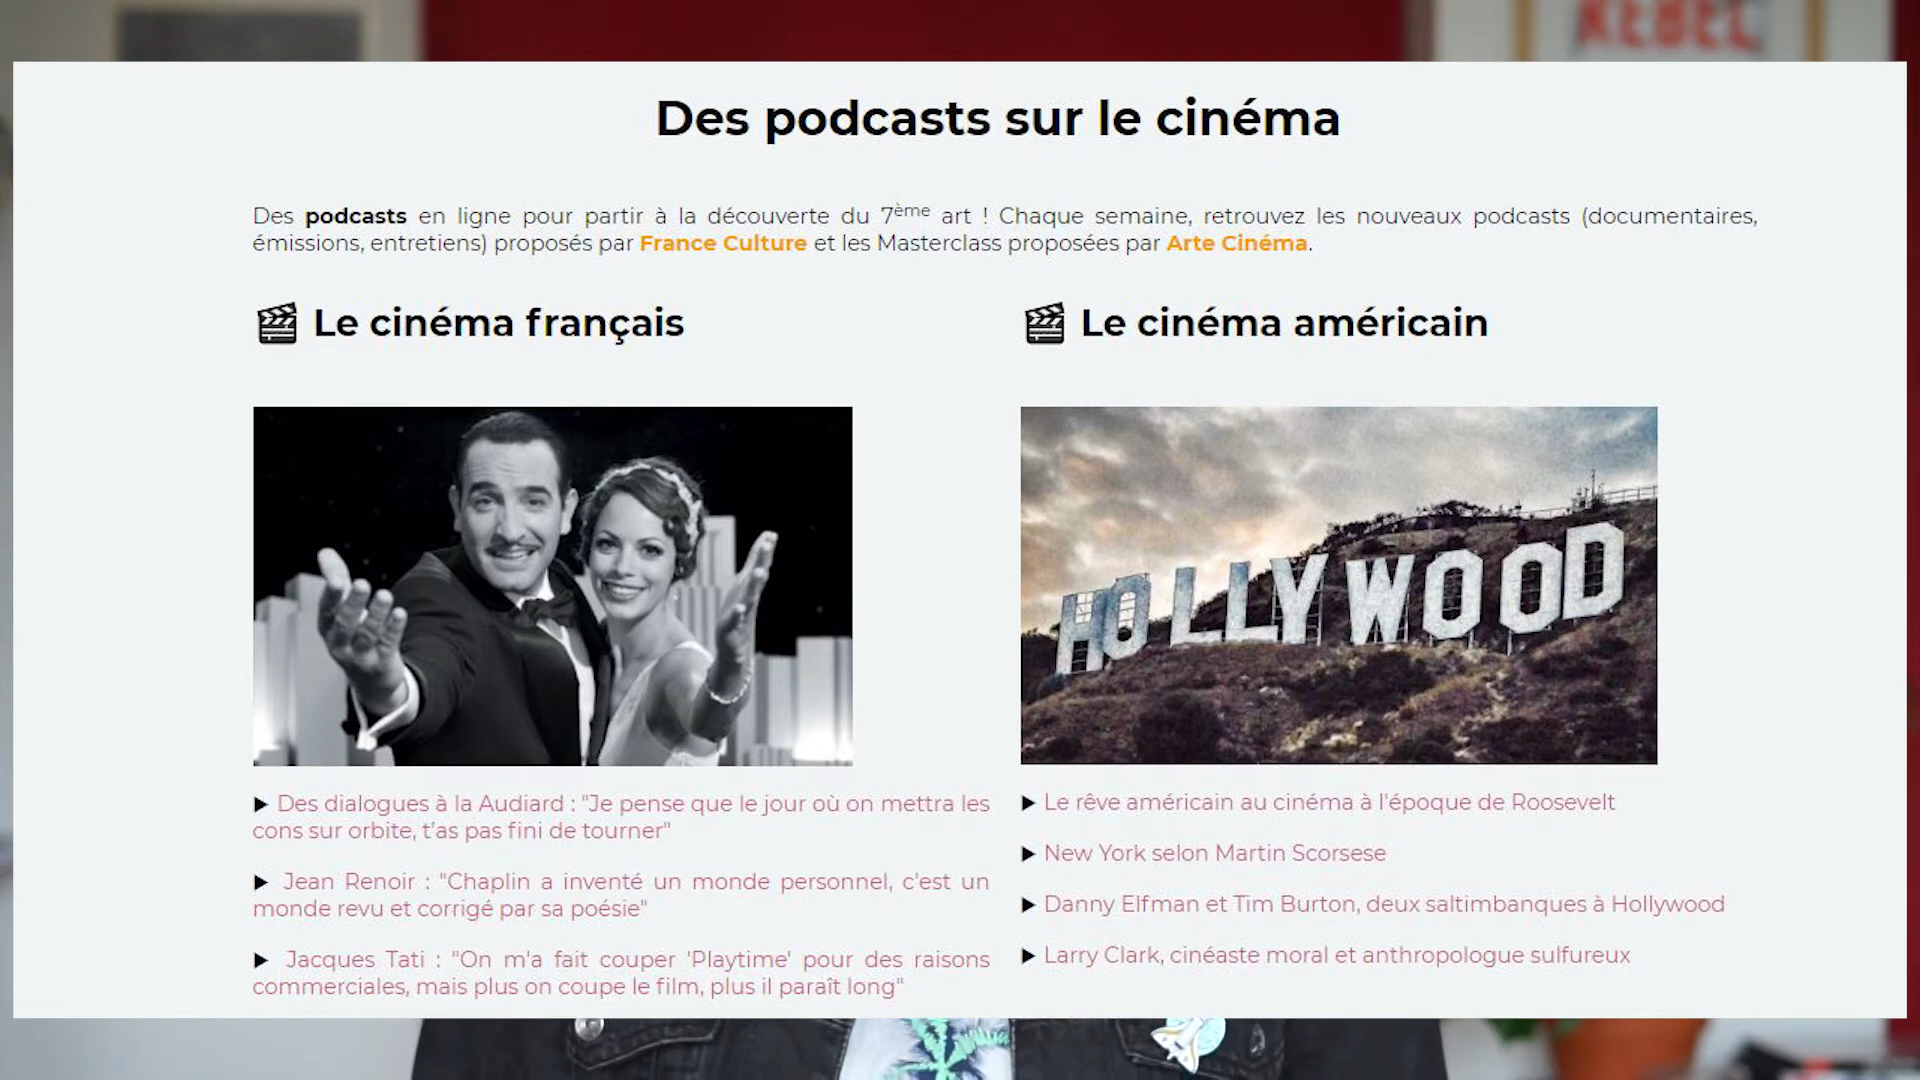 REBEL
Des podcasts sur le cinéma
Des podcasts en ligne pour partir à la découverte du 7ème art ! Chaque semaine, retrouvez les nouveaux podcasts (documentaires,
émissions, entretiens) proposés par France Culture et les Masterclass proposées par Arte Cinéma.
Le cinéma français
HOLLYWOOD
► Des dialogues à la Audiard : "Je pense que le jour où on mettra les
cons sur orbite, t'as pas fini de tourner"
► Jean Renoir : "Chaplin a inventé un monde personnel, c'est un
monde revu et corrigé par sa poésie"
► Jacques Tati : "On m'a fait couper 'Playtime' pour des raisons
commerciales, mais plus on coupe le film, plus il paraît long"
Le cinéma américain
► Le rêve américain au cinéma à l'époque de Roosevelt
► New York selon Martin Scorsese
► Danny Elfman et Tim Burton, deux saltimbanques à Hollywood
► Larry Clark, cinéaste moral et anthropologue sulfureux